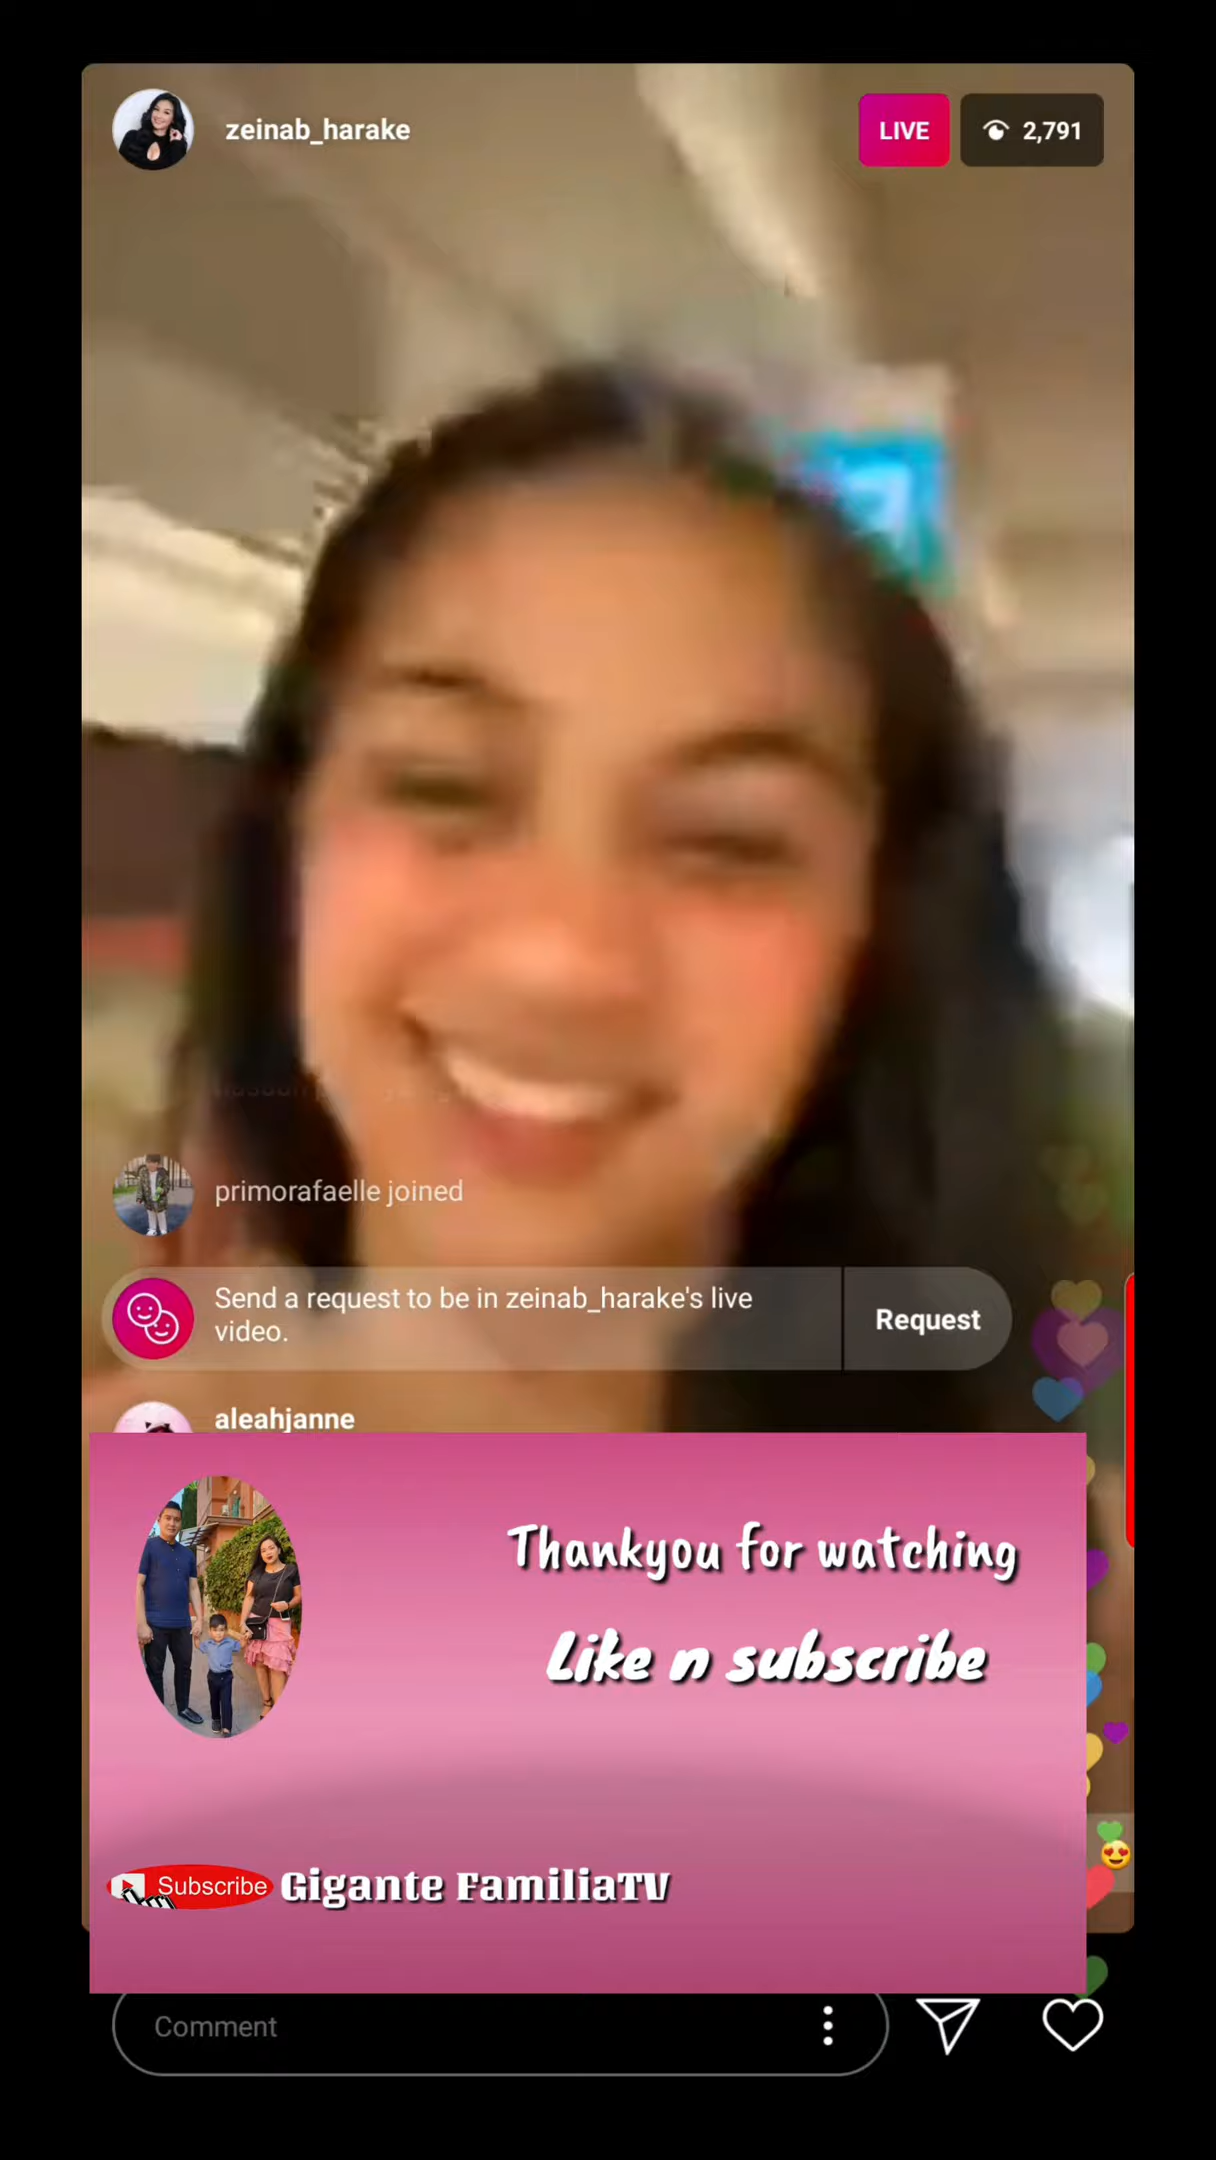 zeinab_harake
LIVE
2,791
primorafaelle joined
Send a request to be in zeinab_harake's live
video.
Request
aleahjanne
Thankyou for watching
Like n subscribe
Subscribe
Gigante FamiliaTV
Comment